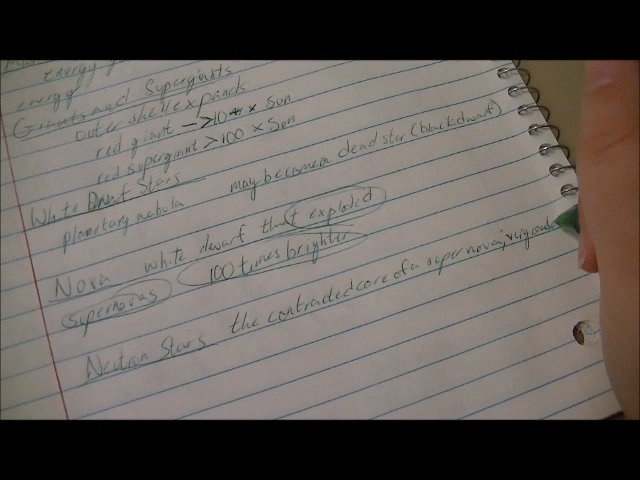 energy
energy
Giants and Supergiants
outer shell expands
red giant -> 10 x Sun
red supergiant > 100 x Sun
White Dwarf Stars
planetary nebula may become a dead star (black dwarf)
Nova white dwarf that exploded
supernovas 100 times brighter
Neutron Stars the contracted core of a supernova; very